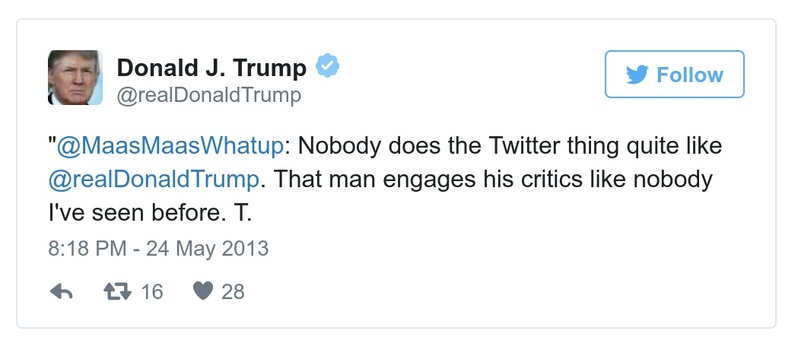 Donald J. Trump
@realDonaldTrump
Follow
"@MaasMaasWhatup: Nobody does the Twitter thing quite like
@realDonaldTrump. That man engages his critics like nobody
I've seen before. T.
8:18 PM - 24 May 2013
16 28